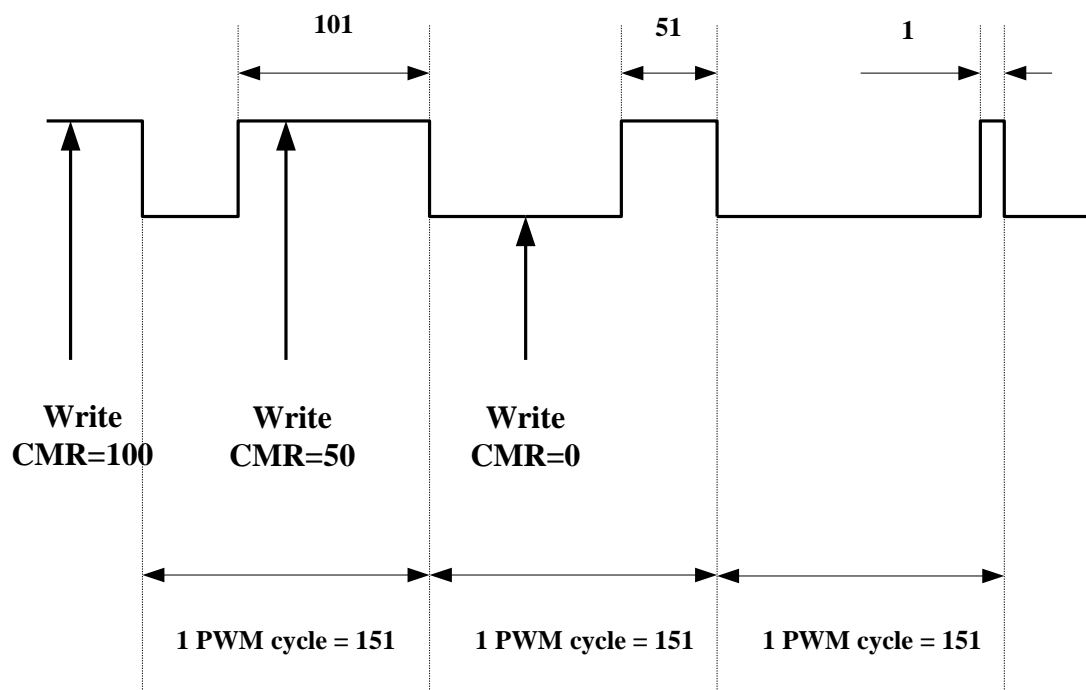 101
51
1
Write
CMR=100
Write
CMR=50
Write
CMR=0
1 PWM cycle = 151
1 PWM cycle = 151
1 PWM cycle = 151